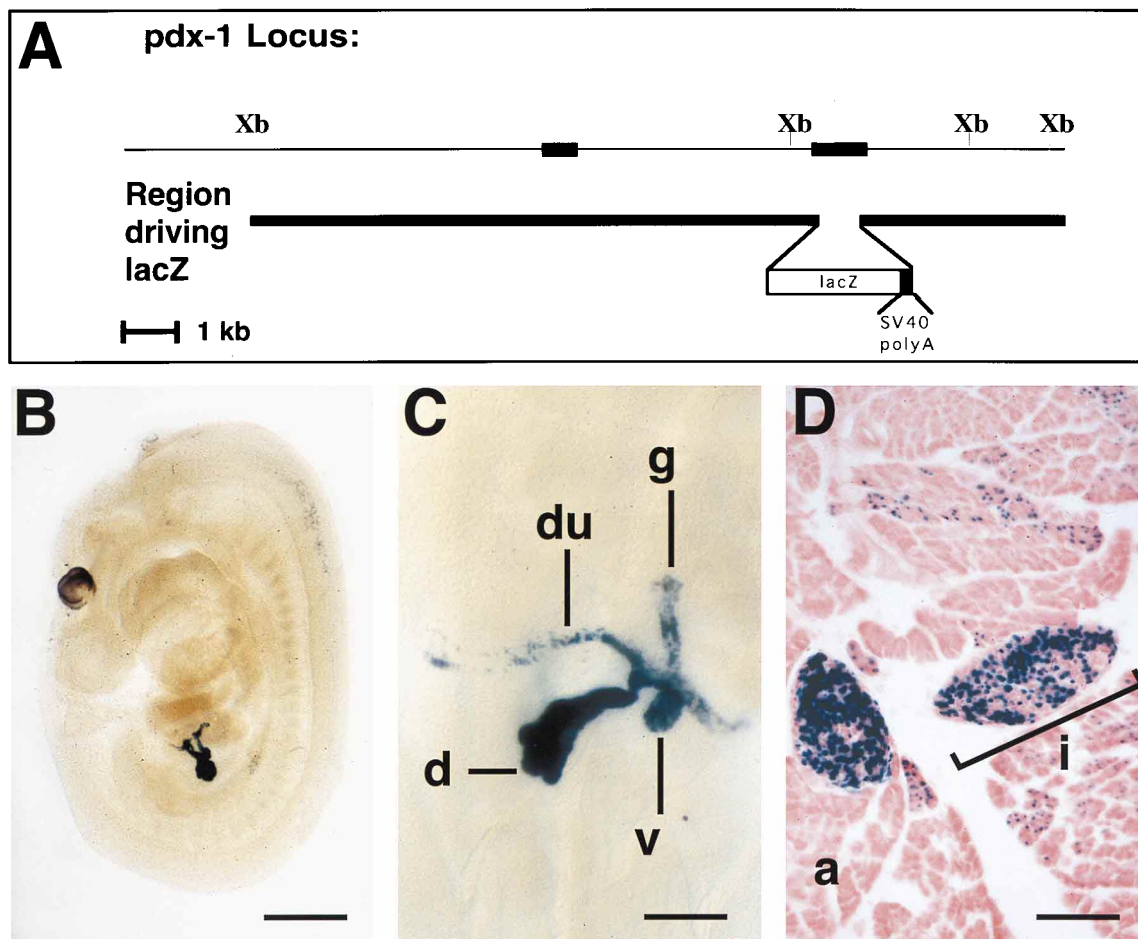 A
pdx-1 Locus:
Xb Xb Xb Xb
Region
driving
lacZ
lacZ
SV40
polyA
1 kb
B
C
g
du
d
v
D
i
a